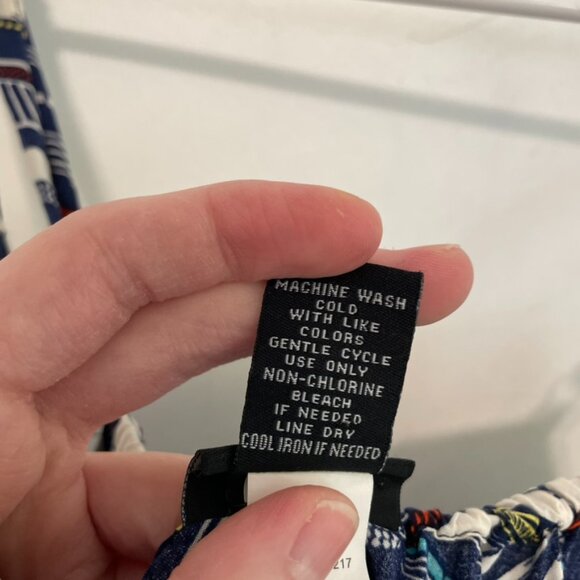 MACHINE WASH
COLD
WITH LIKE
COLORS
GENTLE CYCLE
USE ONLY
NON-CHLORINE
BLEACH
IF NEEDED
LINE DRY
COOL IRON IF NEEDED
217